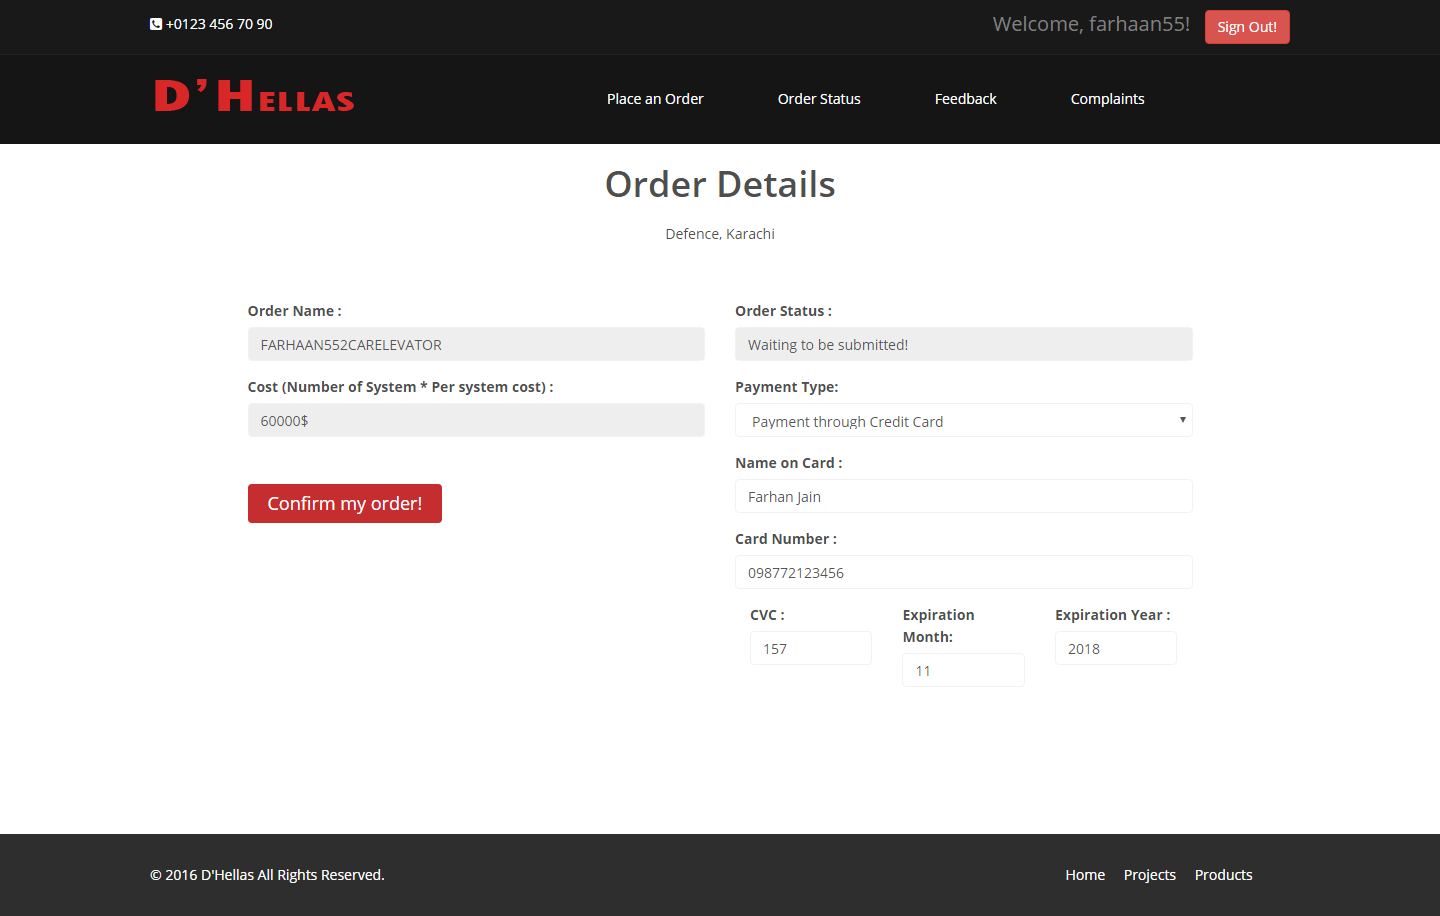 +0123 456 70 90
Welcome, farhaan55!
Sign Out!
D'HELLAS
Place an Order
Order Status
Feedback
Complaints
Order Details
Defence, Karachi
Order Name :
FARHAAN552CARELEVATOR
Cost (Number of System * Per system cost) :
60000$
Confirm my order!
Order Status :
Waiting to be submitted!
Payment Type:
Payment through Credit Card
Name on Card :
Farhan Jain
Card Number :
098772123456
CVC :
157
Expiration
Month:
11
Expiration Year :
2018
© 2016 D'Hellas All Rights Reserved.
Home
Projects
Products